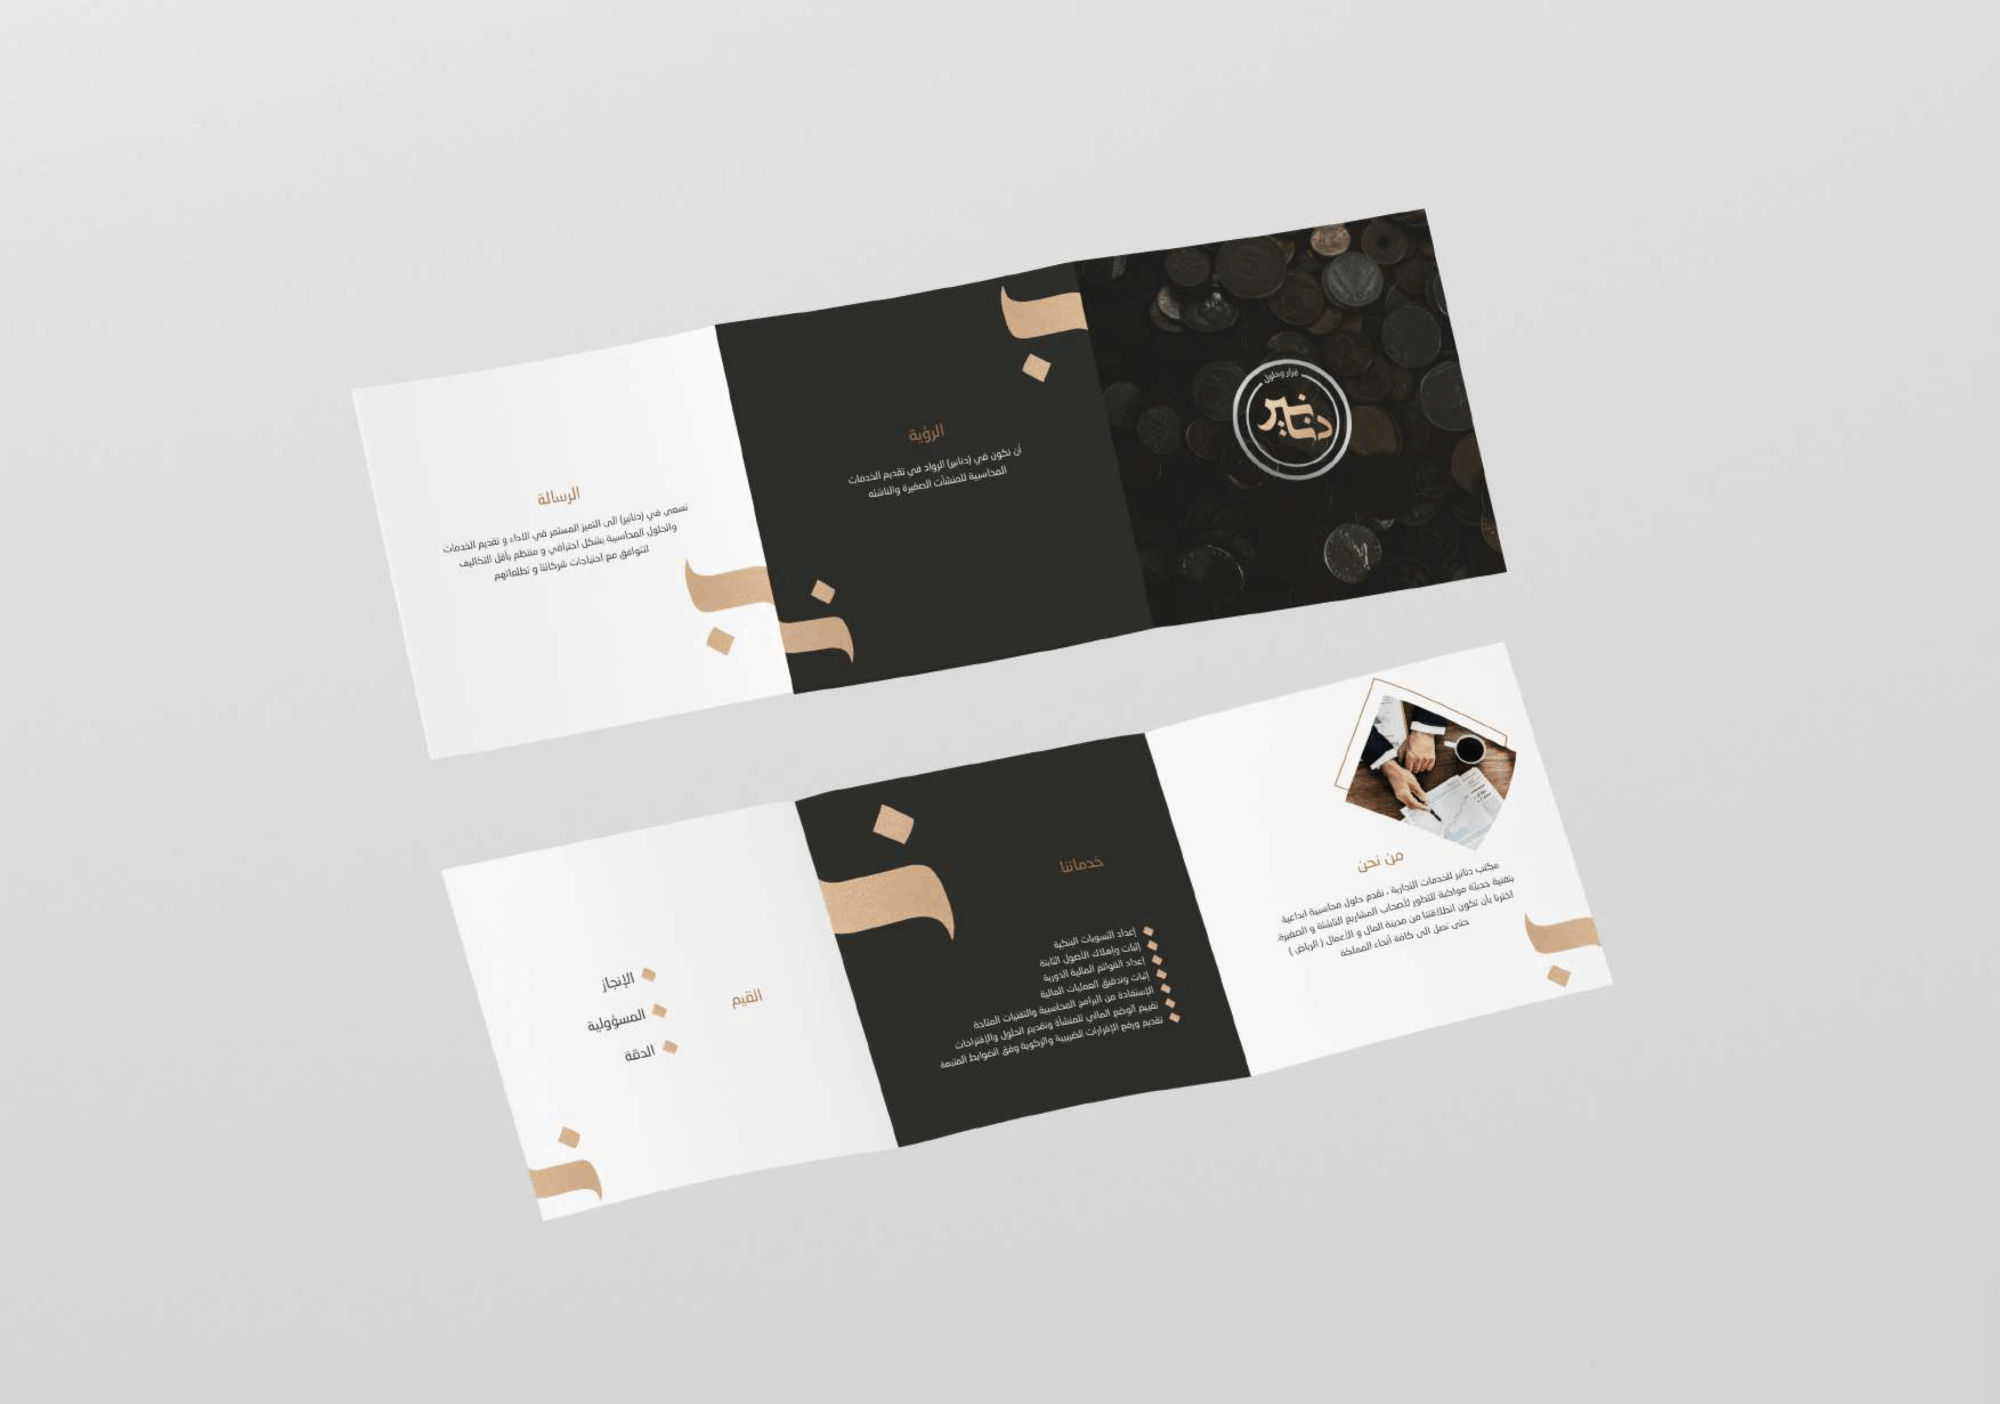 قرار وحلول
دنانير
الرؤية
أن نكون في (دنانير) الرواد في تقديم الخدمات
المحاسبية للمنشآت الصغيرة والناشئه
الرسالة
نسعى في (دنانير) الى التميز المستمر في الاداء و تقديم الخدمات
والحلول المحاسبية بشكل احترافي و منتظم بأقل التكاليف
لتتوافق مع احتياجات شركائنا و تطلعاتهم
من نحن
مكتب دنانير للخدمات التجارية ، نقدم حلول محاسبية ابداعية
بتقنية حديثة مواكبة للتطور لأصحاب المشاريع الناشئة و الصغيرة.
اخترنا بأن تكون انطلاقتنا من مدينة المال و الأعمال ( الرياض )
حتى نصل الى كافة أنحاء المملكة
خدماتنا
إعداد التسويات البنكية
إثبات وإهلاك الأصول الثابتة
إعداد القوائم المالية الدورية
إثبات وتدقيق العمليات المالية
الإستفادة من البرامج المحاسبية والتقنيات المتاحة
تقييم الوضع المالي للمنشأة وتقديم الحلول والإقتراحات
تقديم ورفع الإقرارات الضريبية والزكوية وفق الضوابط المتبعة
القيم
الإنجاز
المسؤولية
الدقة